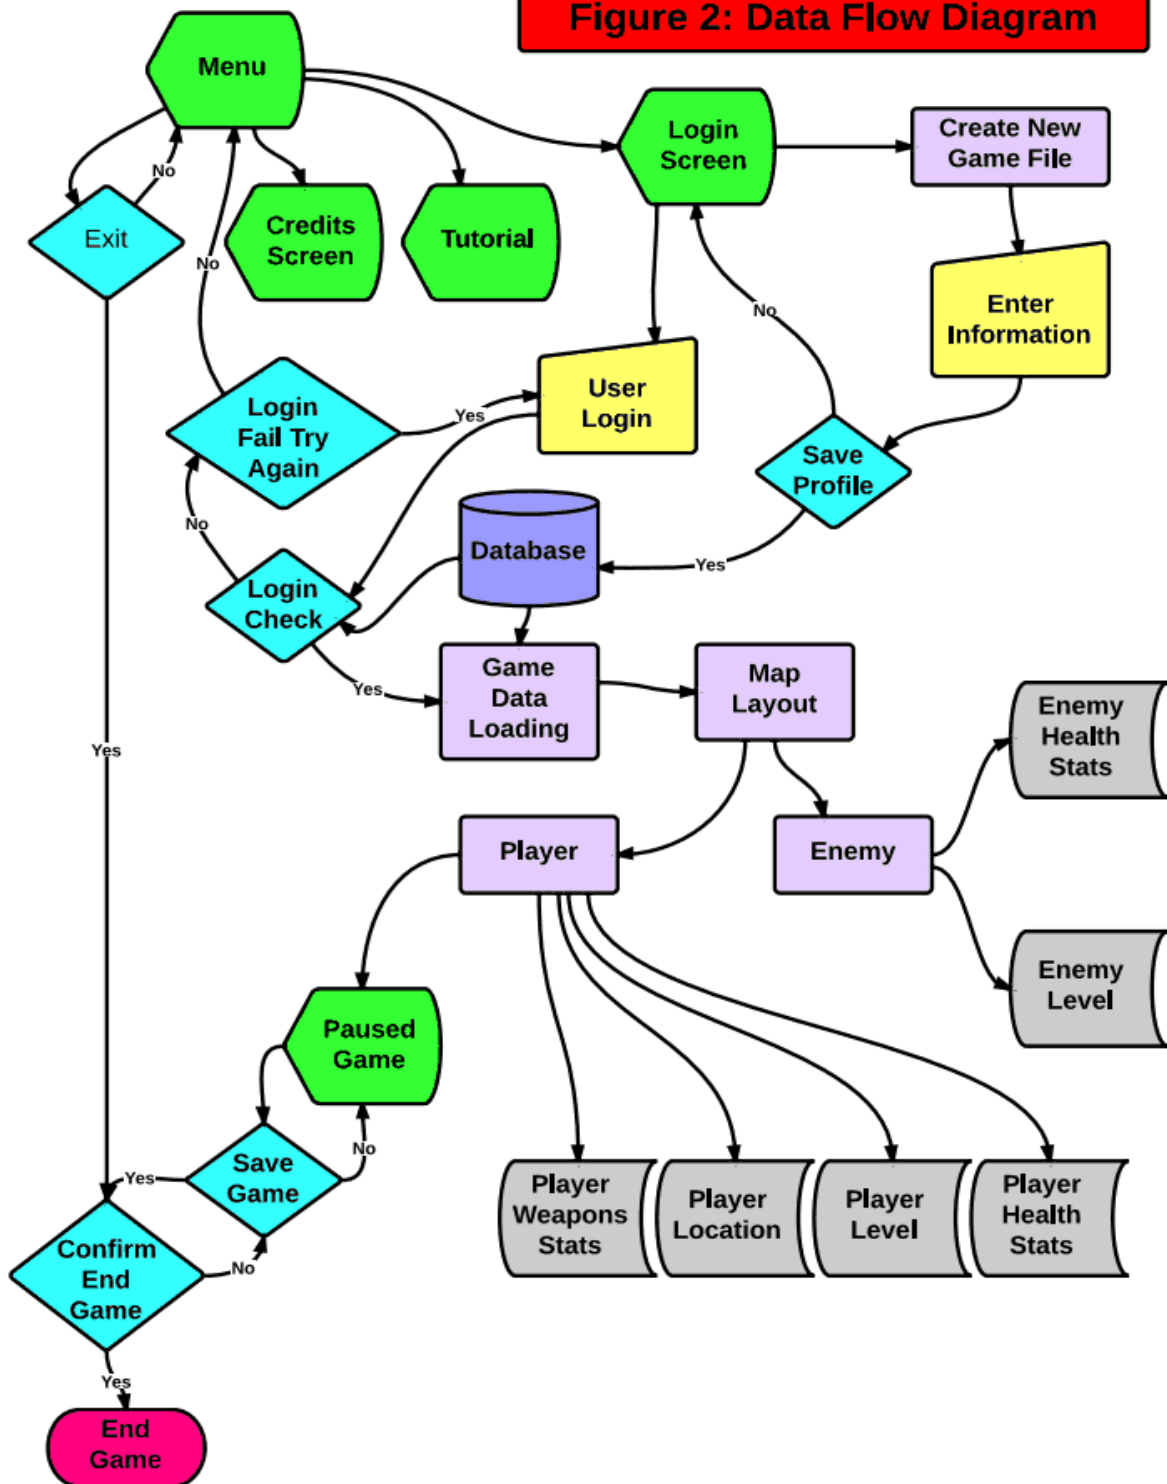 Figure 2: Data Flow Diagram
Menu
Login
Screen
Create New
Game File
No
Exit
Credits
Screen
Tutorial
No
Enter
Information
No
User
Login
Login
Fail Try
Again
Yes
Save
Profile
No
Database
Yes
Login
Check
Yes
Game
Data
Loading
Map
Layout
Enemy
Health
Stats
Yes
Player
Enemy
Enemy
Level
Paused
Game
No
Save
Game
Yes
Player
Weapons
Stats
Player
Location
Player
Level
Player
Health
Stats
Confirm
End
Game
No
Yes
End
Game